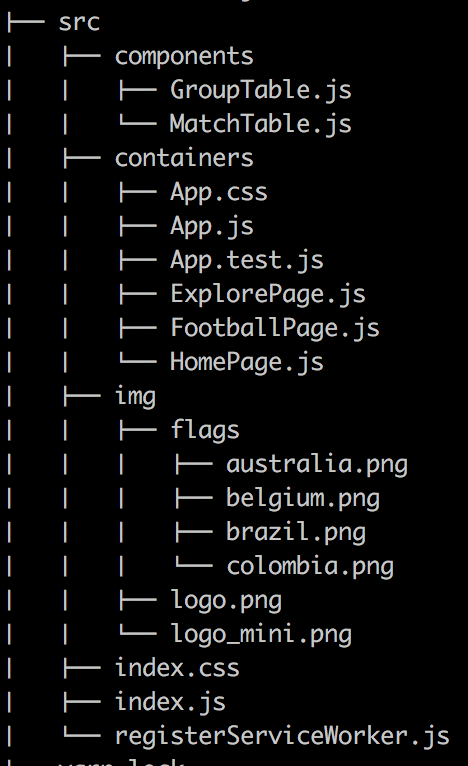 ├── src
│   ├── components
│   │   ├── GroupTable.js
│   │   └── MatchTable.js
│   ├── containers
│   │   ├── App.css
│   │   ├── App.js
│   │   ├── App.test.js
│   │   ├── ExplorePage.js
│   │   ├── FootballPage.js
│   │   └── HomePage.js
│   ├── img
│   │   ├── flags
│   │   │   ├── australia.png
│   │   │   ├── belgium.png
│   │   │   ├── brazil.png
│   │   │   └── colombia.png
│   │   ├── logo.png
│   │   └── logo_mini.png
│   ├── index.css
│   ├── index.js
│   └── registerServiceWorker.js